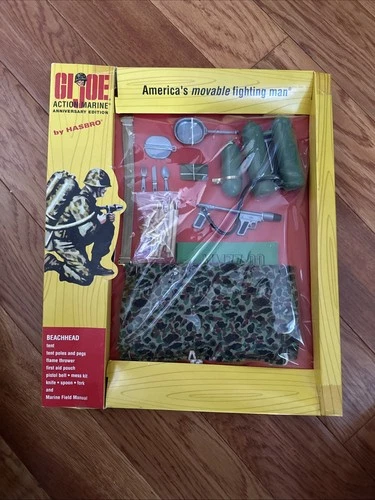 GI JOE®
ACTION MARINE®
ANNIVERSARY EDITION
by HASBRO®
America's movable fighting man®
BEACHHEAD
tent
tent poles and pegs
flame thrower
first aid pouch
pistol belt • mess kit
knife • spoon • fork
and
Marine Field Manual